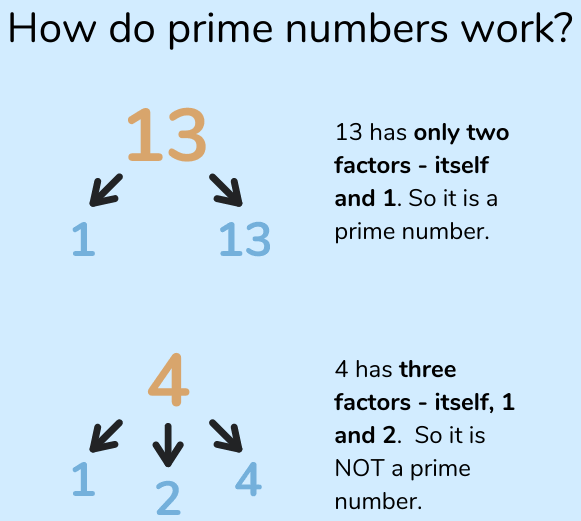 How do prime numbers work?
13
13 has only two
factors - itself
and 1. So it is a
prime number.
1 13
4
4 has three
factors - itself, 1
and 2. So it is
NOT a prime
number.
1 2 4